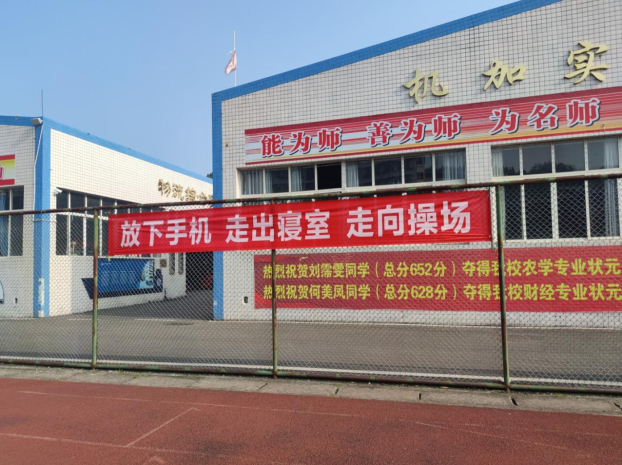 机加实
能为师 善为师 为名师
物流
放下手机 走出寝室 走向操场
热烈祝贺刘霈雯同学（总分652分）夺得我校农学专业状元
热烈祝贺何美凤同学（总分628分）夺得我校财经专业状元